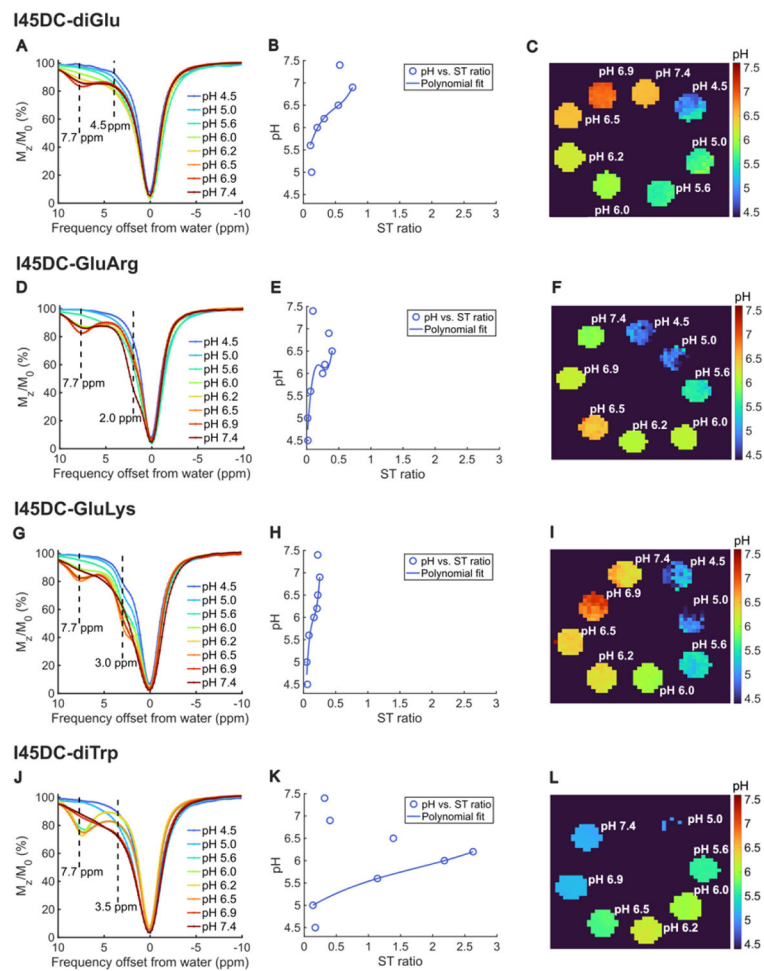 I45DC-diGlu
A
B
C
100
80
60
40
20
0
M_z/M_0 (%)
7.7 ppm
4.5 ppm
pH 4.5
pH 5.0
pH 5.6
pH 6.0
pH 6.2
pH 6.5
pH 6.9
pH 7.4
10 5 0 -5 -10
Frequency offset from water (ppm)
7.5
7
6.5
6
5.5
5
4.5
pH
pH vs. ST ratio
Polynomial fit
0 0.5 1 1.5 2 2.5 3
ST ratio
pH 6.9
pH 7.4
pH 4.5
pH 6.5
pH 5.0
pH 6.2
pH 6.0
pH 5.6
pH
7.5
7
6.5
6
5.5
5
4.5
I45DC-GluArg
D
E
F
100
80
60
40
20
0
M_z/M_0 (%)
7.7 ppm
2.0 ppm
pH 4.5
pH 5.0
pH 5.6
pH 6.0
pH 6.2
pH 6.5
pH 6.9
pH 7.4
10 5 0 -5 -10
Frequency offset from water (ppm)
7.5
7
6.5
6
5.5
5
4.5
pH
pH vs. ST ratio
Polynomial fit
0 0.5 1 1.5 2 2.5 3
ST ratio
pH 7.4
pH 4.5
pH 5.0
pH 6.9
pH 5.6
pH 6.5
pH 6.2
pH 6.0
pH
7.5
7
6.5
6
5.5
5
4.5
I45DC-GluLys
G
H
I
100
80
60
40
20
0
M_z/M_0 (%)
7.7 ppm
3.0 ppm
pH 4.5
pH 5.0
pH 5.6
pH 6.0
pH 6.2
pH 6.5
pH 6.9
pH 7.4
10 5 0 -5 -10
Frequency offset from water (ppm)
7.5
7
6.5
6
5.5
5
4.5
pH
pH vs. ST ratio
Polynomial fit
0 0.5 1 1.5 2 2.5 3
ST ratio
pH 7.4
pH 4.5
pH 6.9
pH 5.0
pH 6.5
pH 5.6
pH 6.2
pH 6.0
pH
7.5
7
6.5
6
5.5
5
4.5
I45DC-diTrp
J
K
L
100
80
60
40
20
0
M_z/M_0 (%)
7.7 ppm
3.5 ppm
pH 4.5
pH 5.0
pH 5.6
pH 6.0
pH 6.2
pH 6.5
pH 6.9
pH 7.4
10 5 0 -5 -10
Frequency offset from water (ppm)
7.5
7
6.5
6
5.5
5
4.5
pH
pH vs. ST ratio
Polynomial fit
0 0.5 1 1.5 2 2.5 3
ST ratio
pH 5.0
pH 7.4
pH 5.6
pH 6.9
pH 6.0
pH 6.5
pH 6.2
pH
7.5
7
6.5
6
5.5
5
4.5